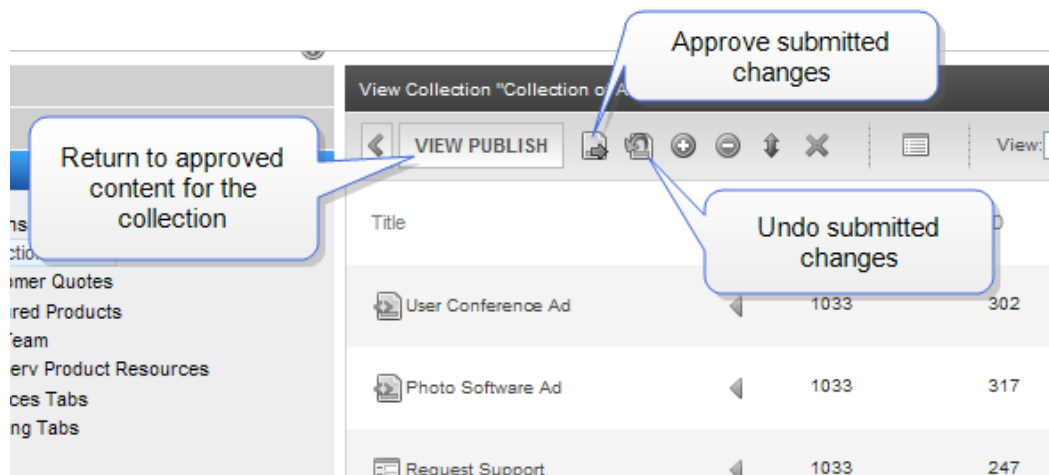 Approve submitted
changes
View Collection "Collection of A
VIEW PUBLISH
View:
Return to approved
content for the
collection
Title
Undo submitted
changes
omer Quotes
red Products
eam
erv Product Resources
ces Tabs
ng Tabs
User Conference Ad 1033 302
Photo Software Ad 1033 317
Request Support 1033 247